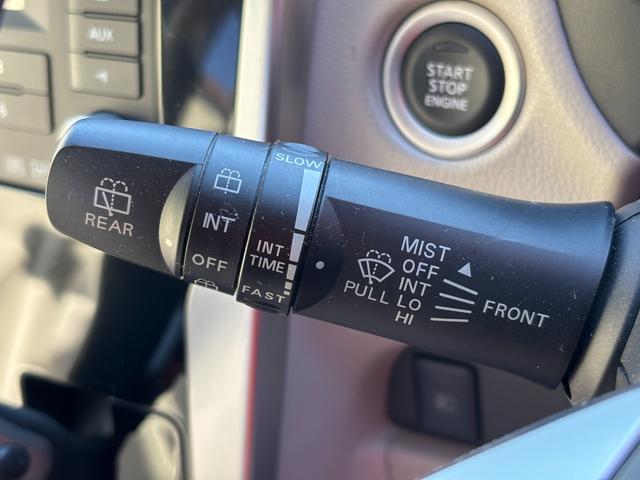 AUX
START
STOP
ENGINE
REAR
INT
OFF
SLOW
INT
TIME
FAST
MIST
OFF
INT
LO
HI
PULL
FRONT